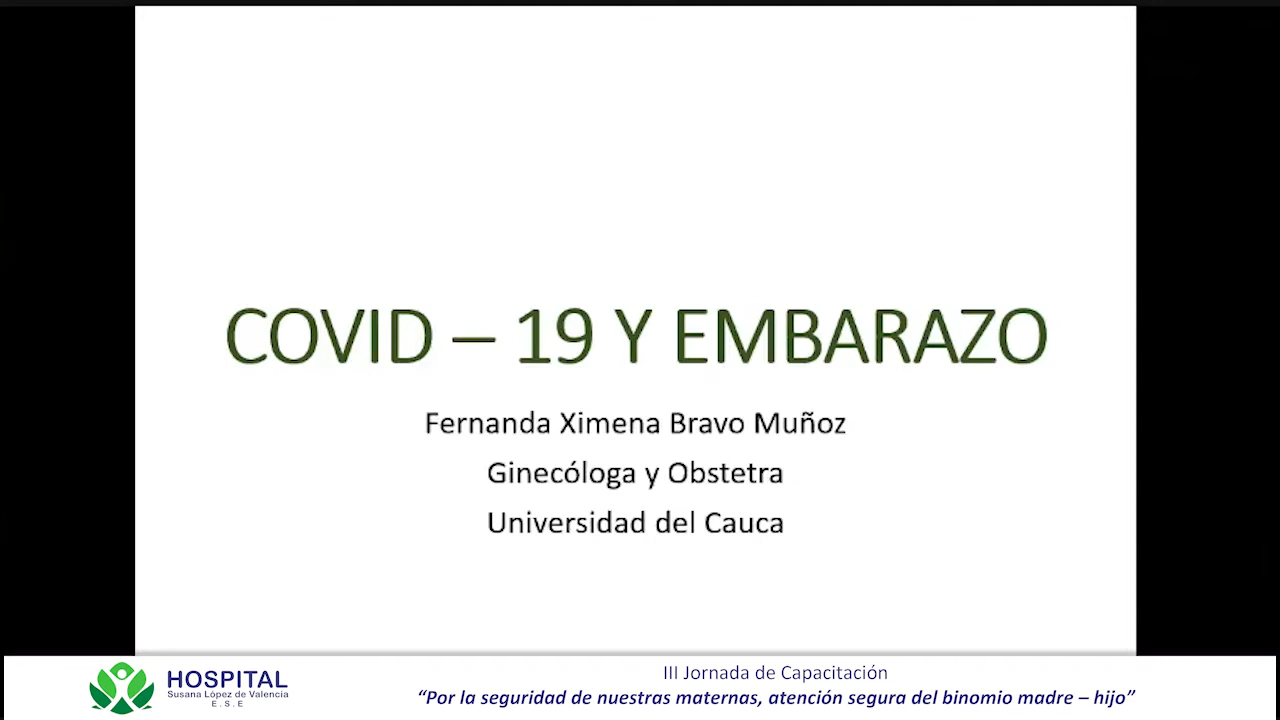 COVID – 19 Y EMBARAZO
Fernanda Ximena Bravo Muñoz
Ginecóloga y Obstetra
Universidad del Cauca
HOSPITAL
Susana López de Valencia
E . S . E
III Jornada de Capacitación
“Por la seguridad de nuestras maternas, atención segura del binomio madre – hijo”